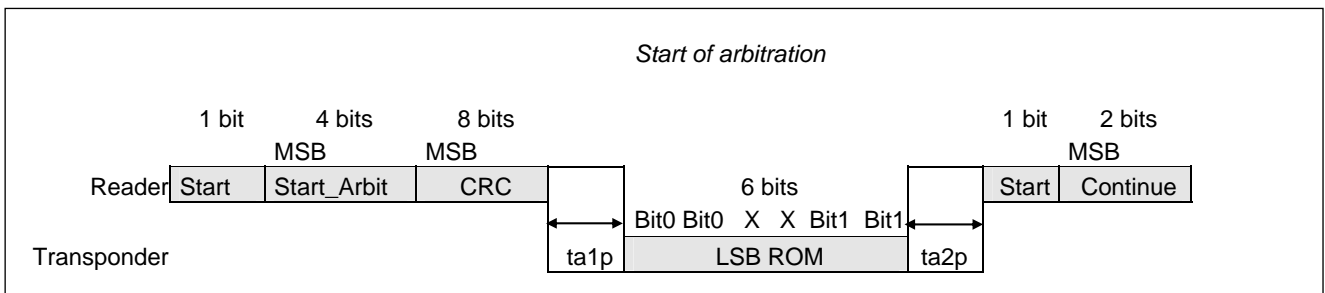 Start of arbitration
1 bit 4 bits 8 bits 1 bit 2 bits
MSB MSB MSB
Reader Start Start_Arbit CRC 6 bits Start Continue
Bit0 Bit0 X X Bit1 Bit1
Transponder ta1p LSB ROM ta2p